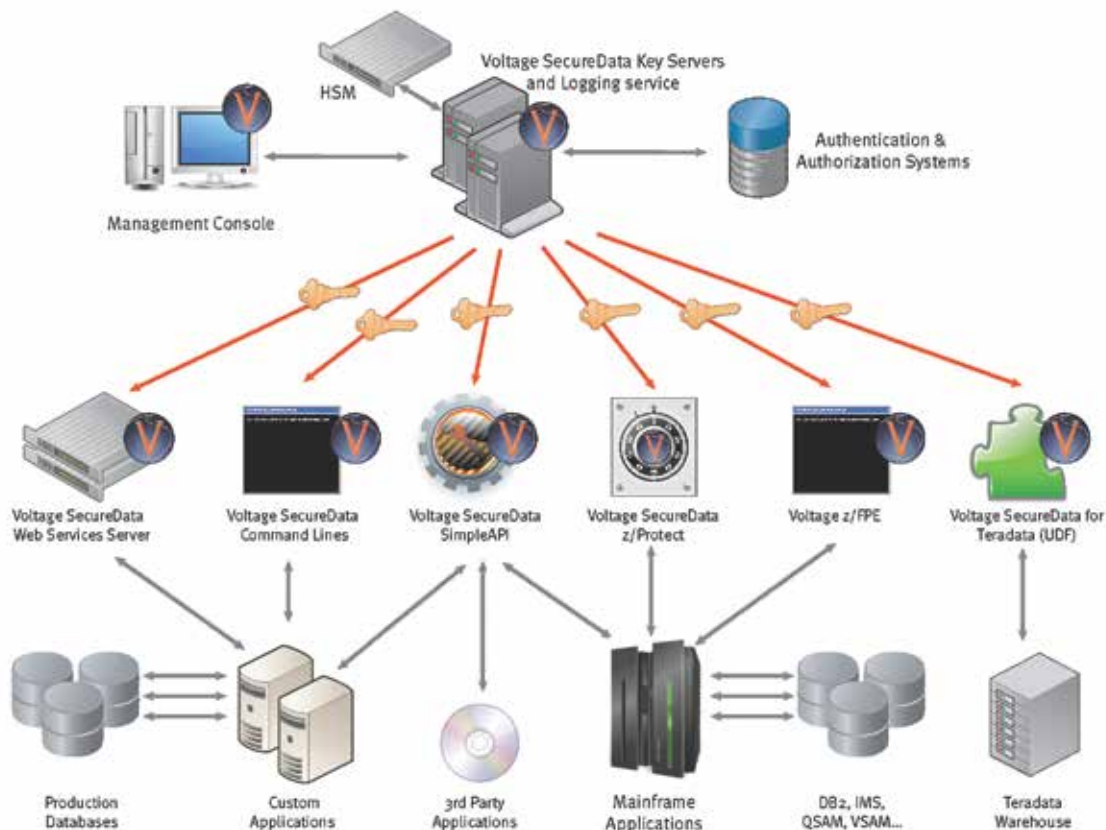 Voltage SecureData Key Servers
and Logging service
HSM
Authentication &
Authorization Systems
Management Console
Voltage SecureData
Web Services Server
Voltage SecureData
Command Lines
Voltage SecureData
SimpleAPI
Voltage SecureData
z/Protect
Voltage z/FPE
Voltage SecureData for
Teradata (UDF)
Production
Databases
Custom
Applications
3rd Party
Applications
Mainframe
Applications
DB2, IMS,
QSAM, VSAM...
Teradata
Warehouse